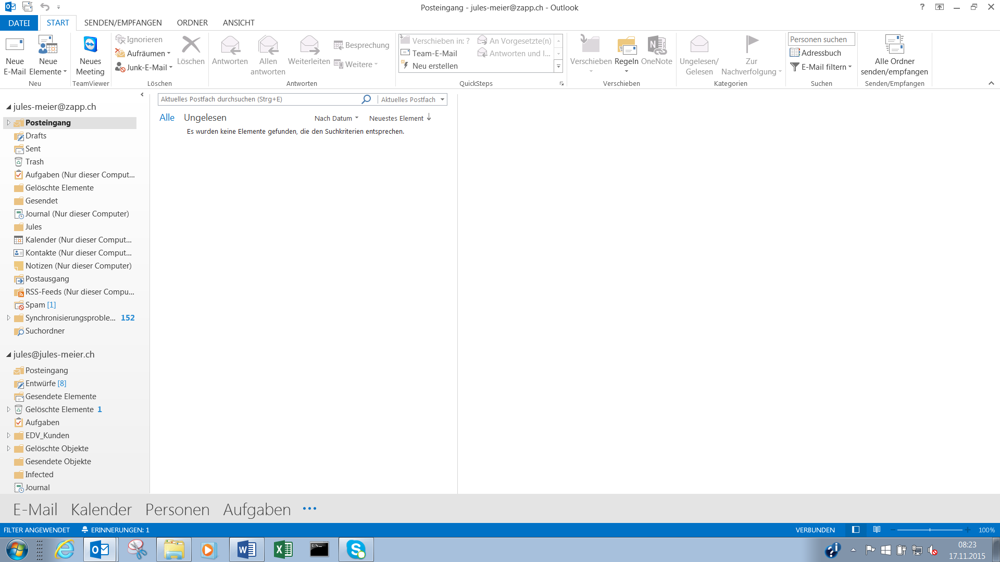 Posteingang - jules-meier@zapp.ch - Outlook
DATEI START SENDEN/EMPFANGEN ORDNER ANSICHT
Neue E-Mail
Neue Elemente
Neu
Neues Meeting
TeamViewer
Ignorieren
Aufräumen
Junk-E-Mail
Löschen
Löschen
Antworten
Allen antworten
Weiterleiten
Besprechung
Weitere
Antworten
Verschieben in: ?
Team-E-Mail
Neu erstellen
An Vorgesetzte(n)
Antworten und l...
QuickSteps
Verschieben
Regeln
OneNote
Verschieben
Ungelesen/ Gelesen
Zur Nachverfolgung
Kategorien
Personen suchen
Adressbuch
E-Mail filtern
Suchen
Alle Ordner senden/empfangen
Senden/Empfangen
jules-meier@zapp.ch
Posteingang
Drafts
Sent
Trash
Aufgaben (Nur dieser Comput...
Gelöschte Elemente
Gesendet
Journal (Nur dieser Computer)
Jules
Kalender (Nur dieser Comput...
Kontakte (Nur dieser Comput...
Notizen (Nur dieser Computer)
Postausgang
RSS-Feeds (Nur dieser Compu...
Spam [1]
Synchronisierungsproble... 152
Suchordner
jules@jules-meier.ch
Posteingang
Entwürfe [8]
Gesendete Elemente
Gelöschte Elemente 1
Aufgaben
EDV_Kunden
Gelöschte Objekte
Gesendete Objekte
Infected
Journal
Aktuelles Postfach durchsuchen (Strg+E) Aktuelles Postfach
Alle Ungelesen Nach Datum Neuestes Element
Es wurden keine Elemente gefunden, die den Suchkriterien entsprechen.
E-Mail Kalender Personen Aufgaben ...
FILTER ANGEWENDET ERINNERUNGEN: 1 VERBUNDEN 100%
08:23
17.11.2015